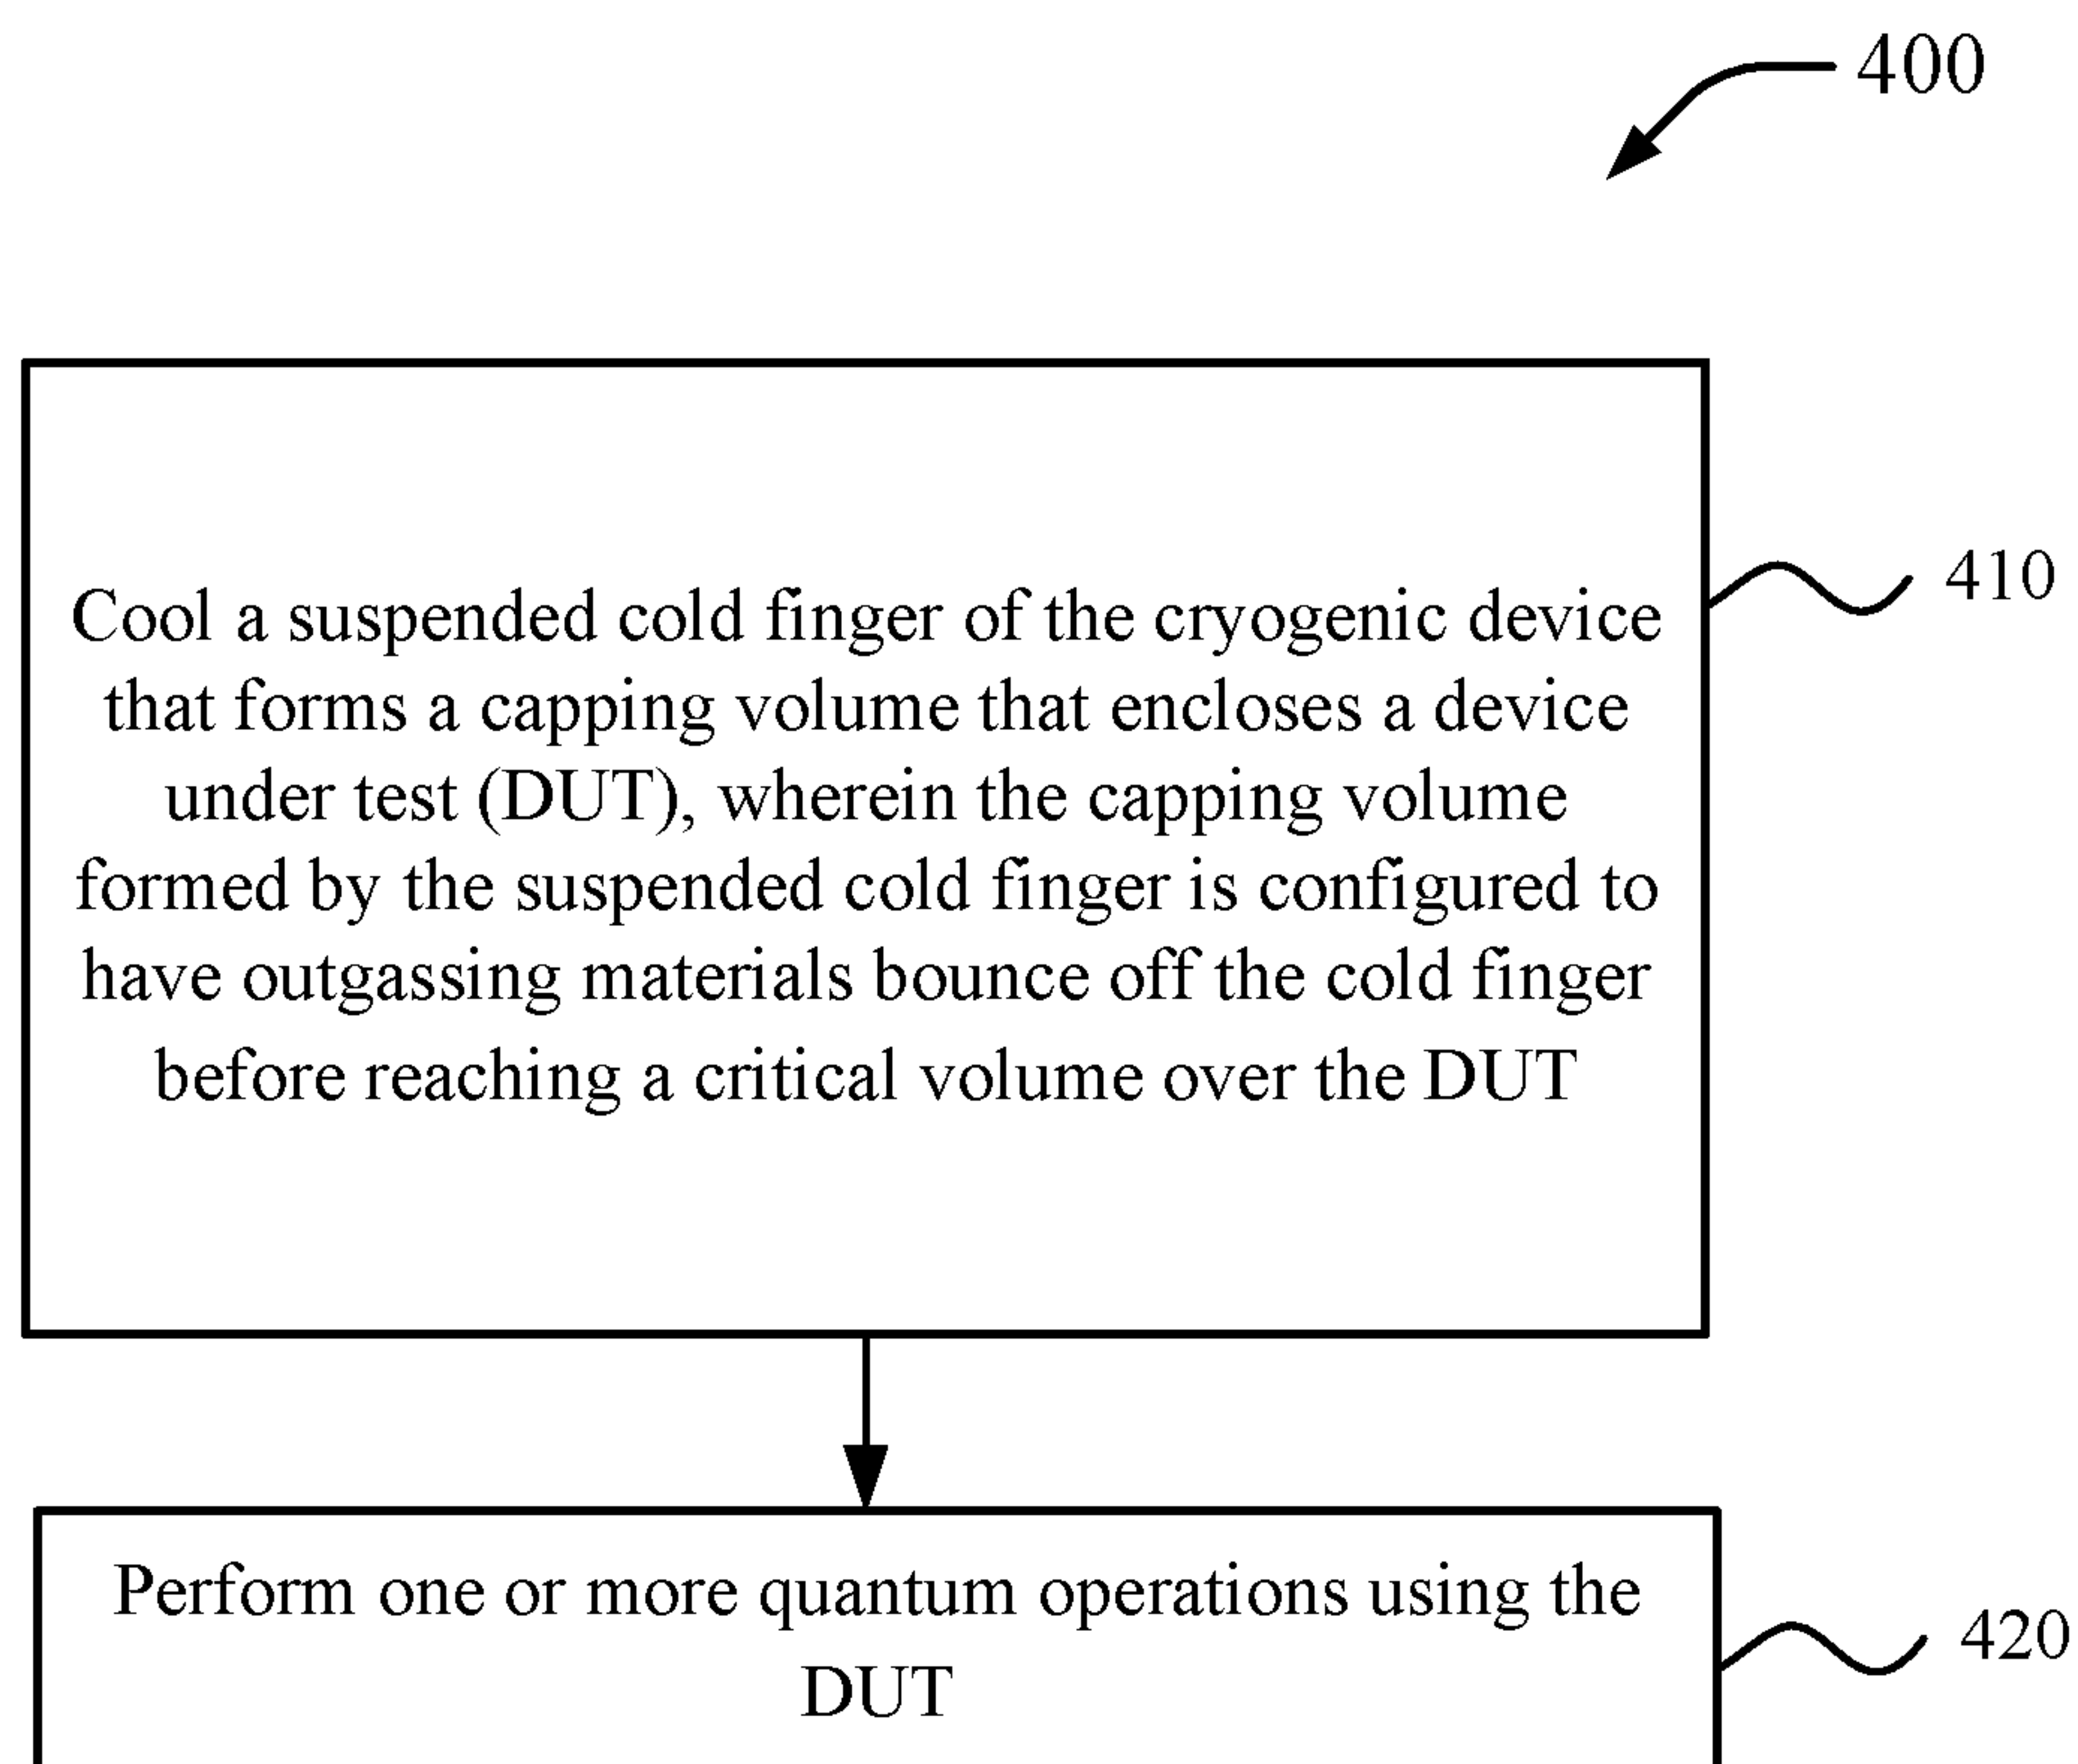 400
Cool a suspended cold finger of the cryogenic device
that forms a capping volume that encloses a device
under test (DUT), wherein the capping volume
formed by the suspended cold finger is configured to
have outgassing materials bounce off the cold finger
before reaching a critical volume over the DUT
410
Perform one or more quantum operations using the
DUT
420